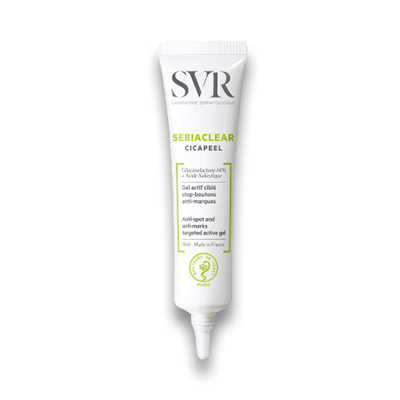 SVR
LABORATOIRE DERMATOLOGIQUE
SEBIACLEAR
CICAPEEL
Gluconolactone 14%
+ Acide Salicylique
Gel actif ciblé
stop-boutons
anti-marques
Anti-spot and
anti-marks
targeted active gel
Made in France
PARIS